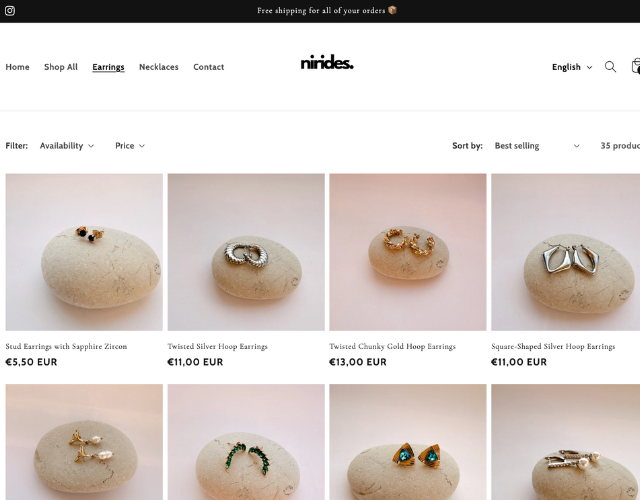 Free shipping for all of your orders 📦
Home Shop All Earrings Necklaces Contact
nirides.
English
Filter: Availability Price
Sort by: Best selling
35
Stud Earrings with Sapphire Zircon
€5,50 EUR
Twisted Silver Hoop Earrings
€11,00 EUR
Twisted Chunky Gold Hoop Earrings
€13,00 EUR
Square-Shaped Silver Hoop Earrings
€11,00 EUR